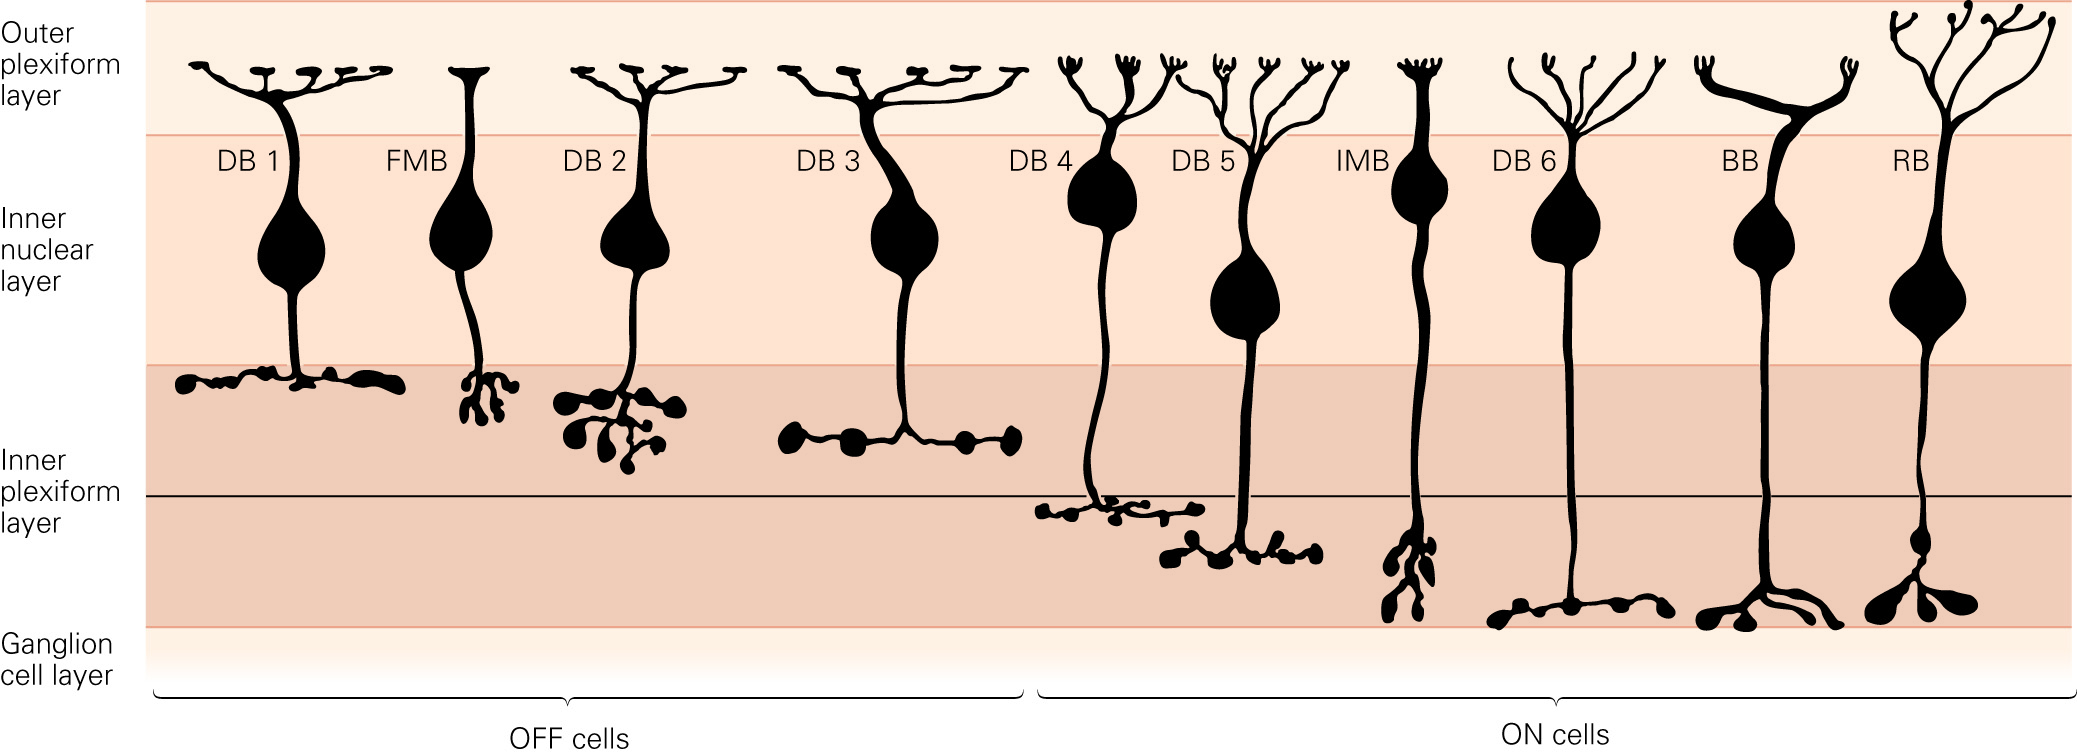 Outer
plexiform
layer
DB 1
FMB
DB 2
DB 3
DB 4
DB 5
IMB
DB 6
BB
RB
Inner
nuclear
layer
Inner
plexiform
layer
Ganglion
cell layer
OFF cells
ON cells